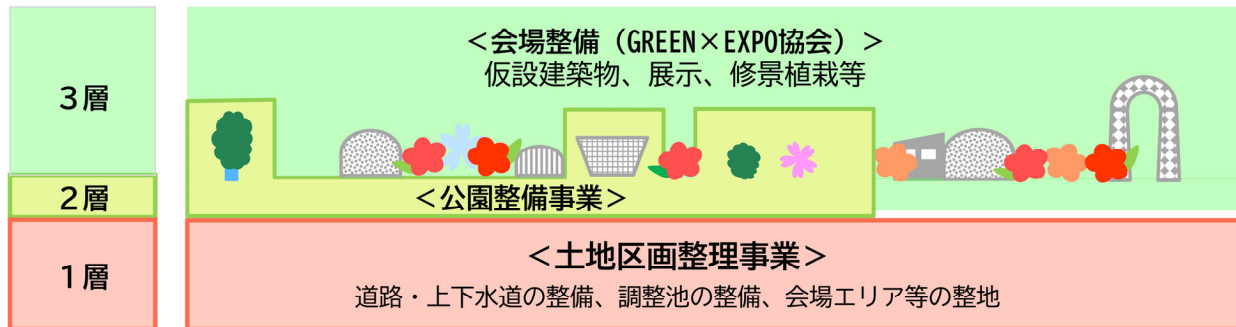 3層
<会場整備（GREEN×EXPO協会）>
仮設建築物、展示、修景植栽等
2層
<公園整備事業>
1層
<土地区画整理事業>
道路・上下水道の整備、調整池の整備、会場エリア等の整地